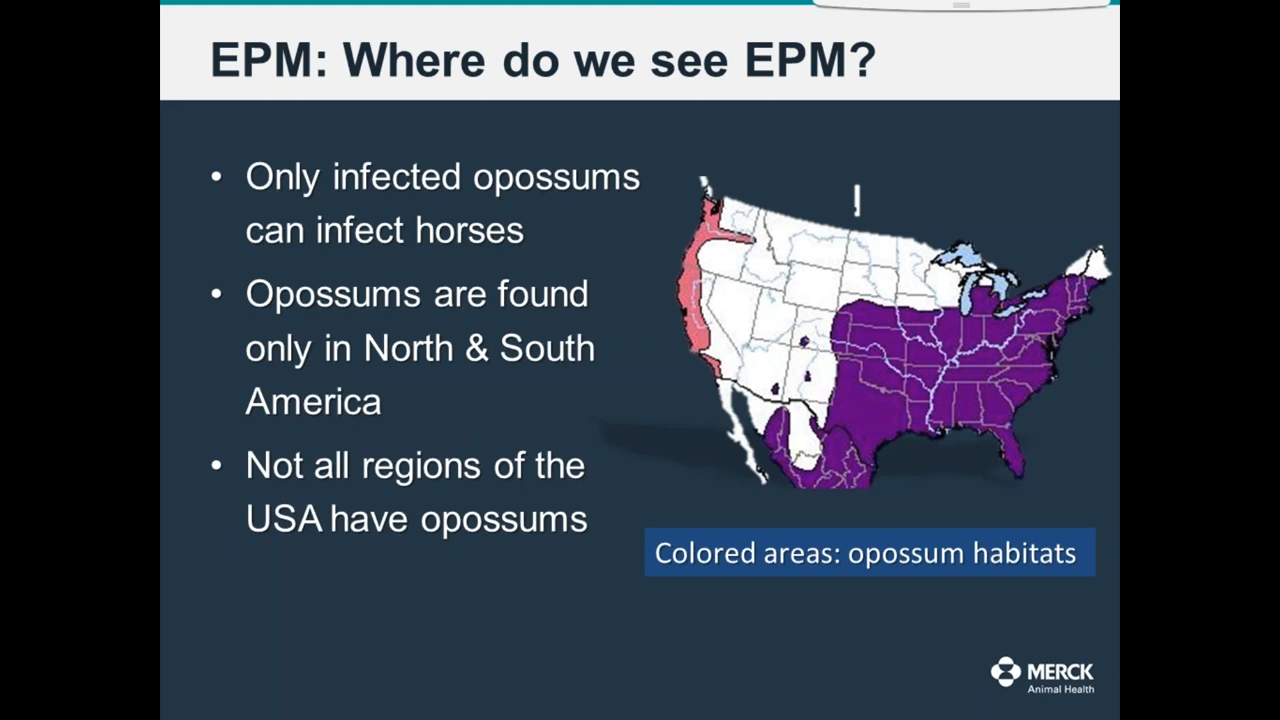 EPM: Where do we see EPM?
• Only infected opossums
can infect horses
• Opossums are found
only in North & South
America
• Not all regions of the
USA have opossums
Colored areas: opossum habitats
MERCK
Animal Health